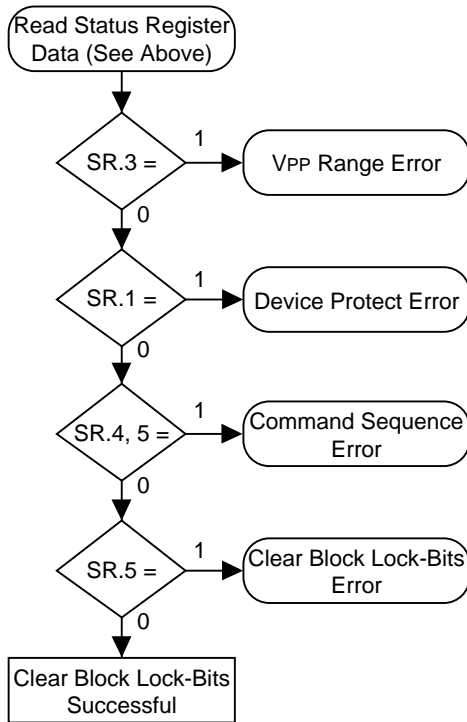 Read Status Register
Data (See Above)
SR.3 =
1
VPP Range Error
0
SR.1 =
1
Device Protect Error
0
SR.4, 5 =
1
Command Sequence
Error
0
SR.5 =
1
Clear Block Lock-Bits
Error
0
Clear Block Lock-Bits
Successful